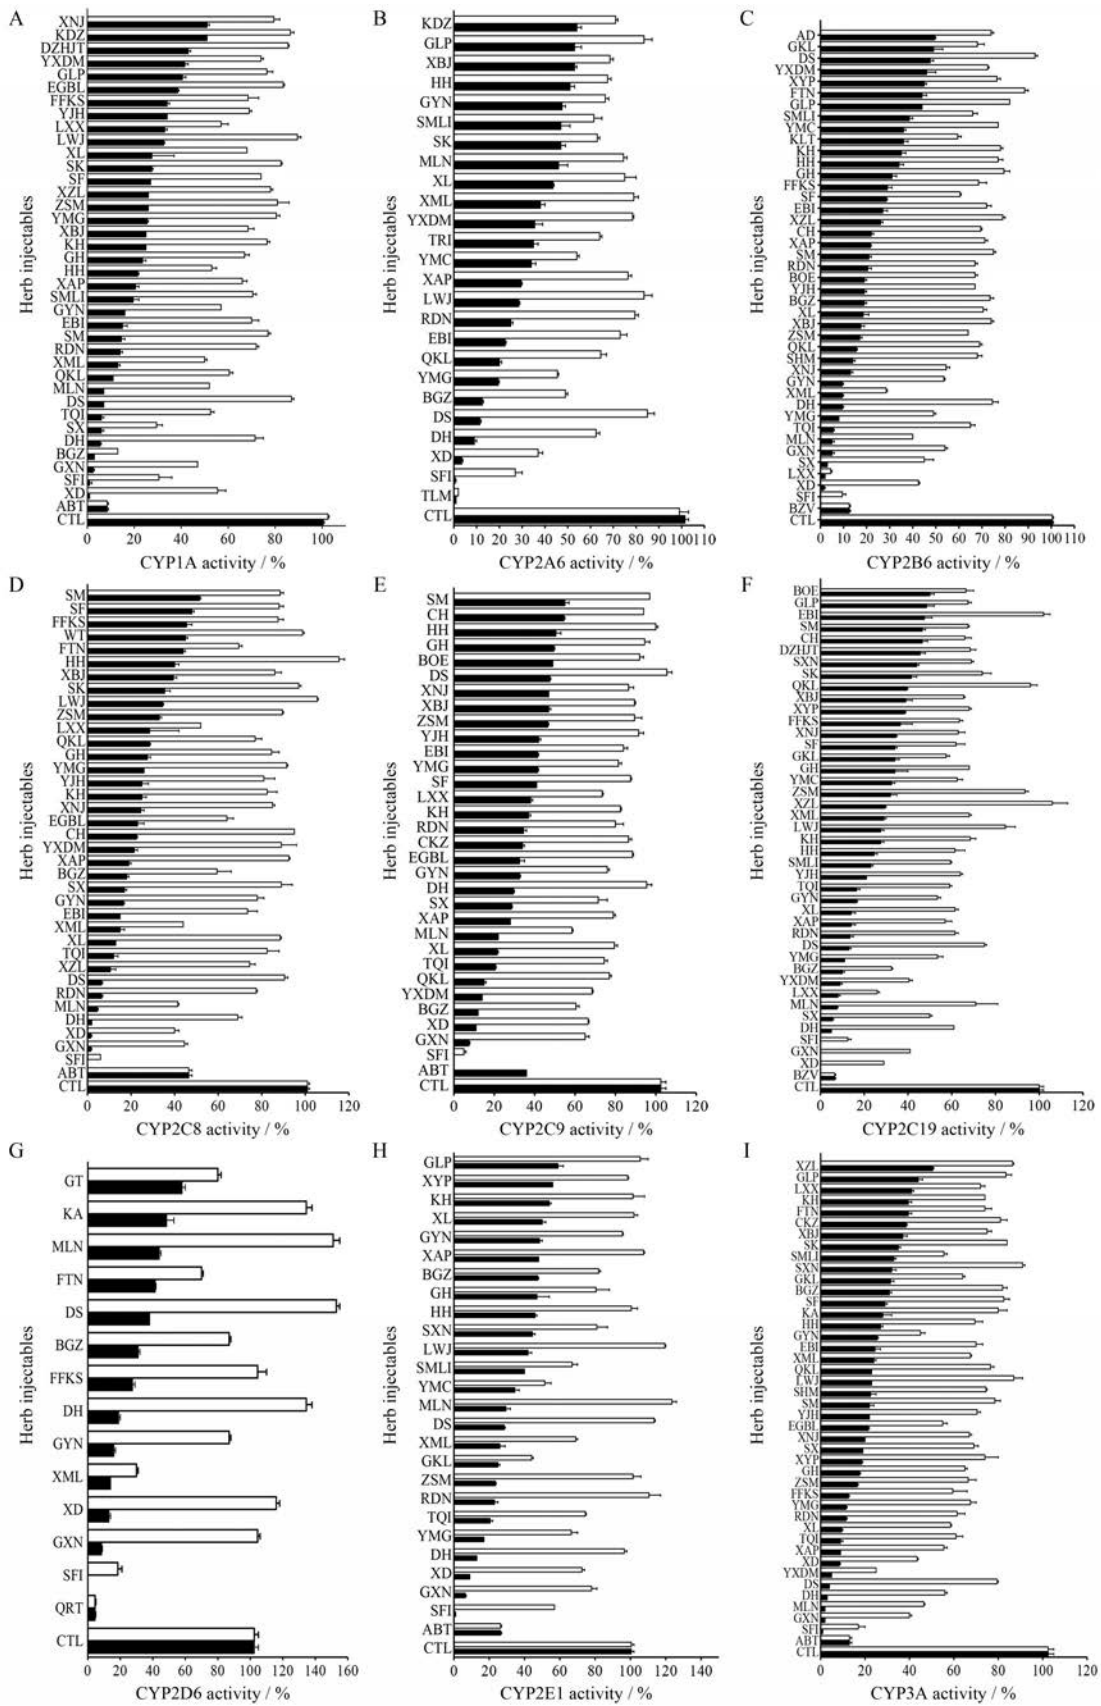 A
Herb injectables
XNJ
KDZ
DZHJT
YXDM
GLP
EGBL
FFKS
YJH
LXX
LWJ
XL
SK
SF
XZL
ZSM
YMG
XBJ
KH
GH
HH
XAP
SMLI
GYN
EBI
SM
RDN
XML
QKL
MLN
DS
TQI
SX
DH
BGZ
GXN
SFI
XD
ABT
CTL
0 20 40 60 80 100
CYP1A activity / %
B
Herb injectables
KDZ
GLP
XBJ
HH
GYN
SMLI
SK
MLN
XL
XML
YXDM
TRI
YMC
XAP
LWJ
RDN
EBI
QKL
YMG
BGZ
DS
DH
XD
SFI
TLM
CTL
0 10 20 30 40 50 60 70 80 90 100 110
CYP2A6 activity / %
C
Herb injectables
AD
GKL
DS
YXDM
XYP
FTN
GLP
SMLI
YMC
KLT
KH
HH
GH
FFKS
SF
EBI
XZL
CH
XAP
SM
RDN
BOE
YJH
BGZ
XL
XBJ
ZSM
QKL
SHM
XNJ
GYN
XML
DH
YMG
TQI
MLN
GXN
SX
LXX
XD
SFI
BZV
CTL
0 10 20 30 40 50 60 70 80 90 100 110
CYP2B6 activity / %
D
Herb injectables
SM
SF
FFKS
WT
FTN
HH
XBJ
SK
LWJ
ZSM
LXX
QKL
GH
YMG
YJH
KH
XNJ
EGBL
CH
YXDM
XAP
BGZ
SX
GYN
EBI
XML
XL
TQI
XZL
DS
RDN
MLN
DH
XD
GXN
SFI
ABT
CTL
0 20 40 60 80 100 120
CYP2C8 activity / %
E
Herb injectables
SM
CH
HH
GH
BOE
DS
XNJ
XBJ
ZSM
YJH
EBI
YMG
SF
LXX
KH
RDN
CKZ
EGBL
GYN
DH
SX
XAP
MLN
XL
TQI
QKL
YXDM
BGZ
XD
GXN
SFI
ABT
CTL
0 20 40 60 80 100 120
CYP2C9 activity / %
F
Herb injectables
BOE
GLP
EBI
SM
CH
DZHJT
SXN
SK
QKL
XBJ
XYP
FFKS
XNJ
SF
GKL
GH
YMC
ZSM
XZL
XML
LWJ
KH
HH
SMLI
YJH
TQI
GYN
XL
XAP
RDN
DS
YMG
BGZ
YXDM
LXX
MLN
SX
DH
SFI
GXN
XD
BZV
CTL
0 20 40 60 80 100 120
CYP2C19 activity / %
G
Herb injectables
GT
KA
MLN
FTN
DS
BGZ
FFKS
DH
GYN
XML
XD
GXN
SFI
QRT
CTL
0 20 40 60 80 100 120 140 160
CYP2D6 activity / %
H
Herb injectables
GLP
XYP
KH
XL
GYN
XAP
BGZ
GH
HH
SXN
LWJ
SMLI
YMC
MLN
DS
XML
GKL
ZSM
RDN
TQI
YMG
DH
XD
GXN
SFI
ABT
CTL
0 20 40 60 80 100 120 140
CYP2E1 activity / %
I
Herb injectables
XZL
GLP
LXX
KH
FTN
CKZ
XBJ
SK
SMLI
SXN
GKL
BGZ
SF
KA
HH
GYN
EBI
XML
QKL
LWJ
SHM
SM
YJH
EGBL
XNJ
SX
XYP
GH
ZSM
FFKS
YMG
RDN
XL
TQI
XAP
XD
YXDM
DS
DH
MLN
GXN
SFI
ABT
CTL
0 20 40 60 80 100 120
CYP3A activity / %